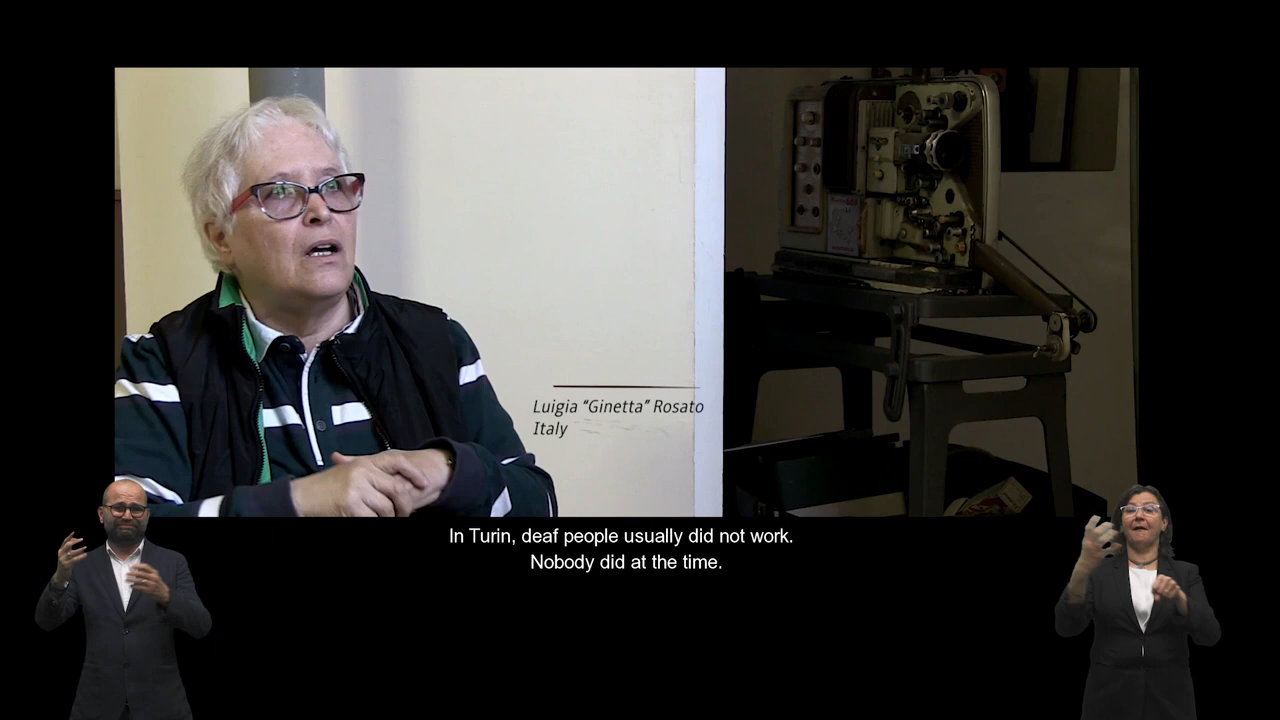 Luigia “Ginetta” Rosato
Italy
In Turin, deaf people usually did not work.
Nobody did at the time.